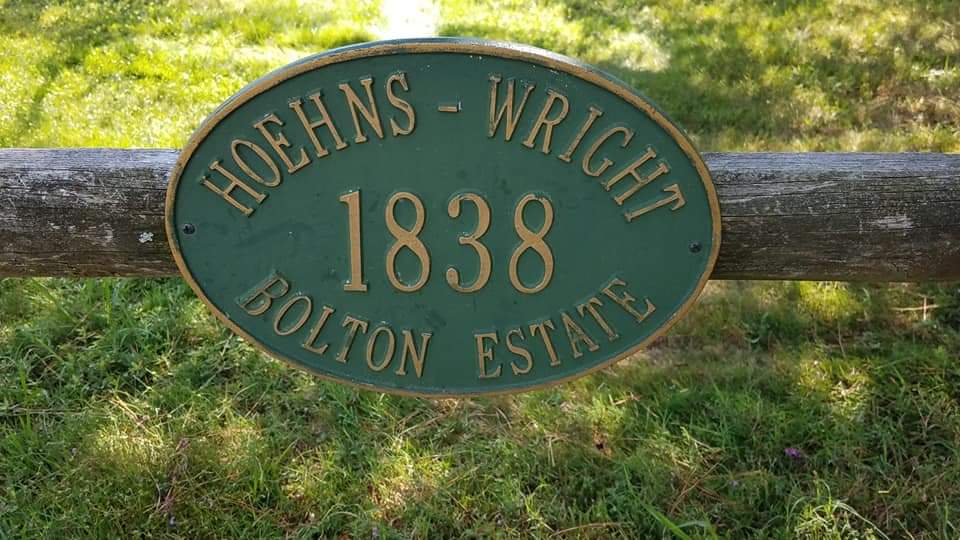 HOEHNS - WRIGHT
1838
BOLTON ESTATE